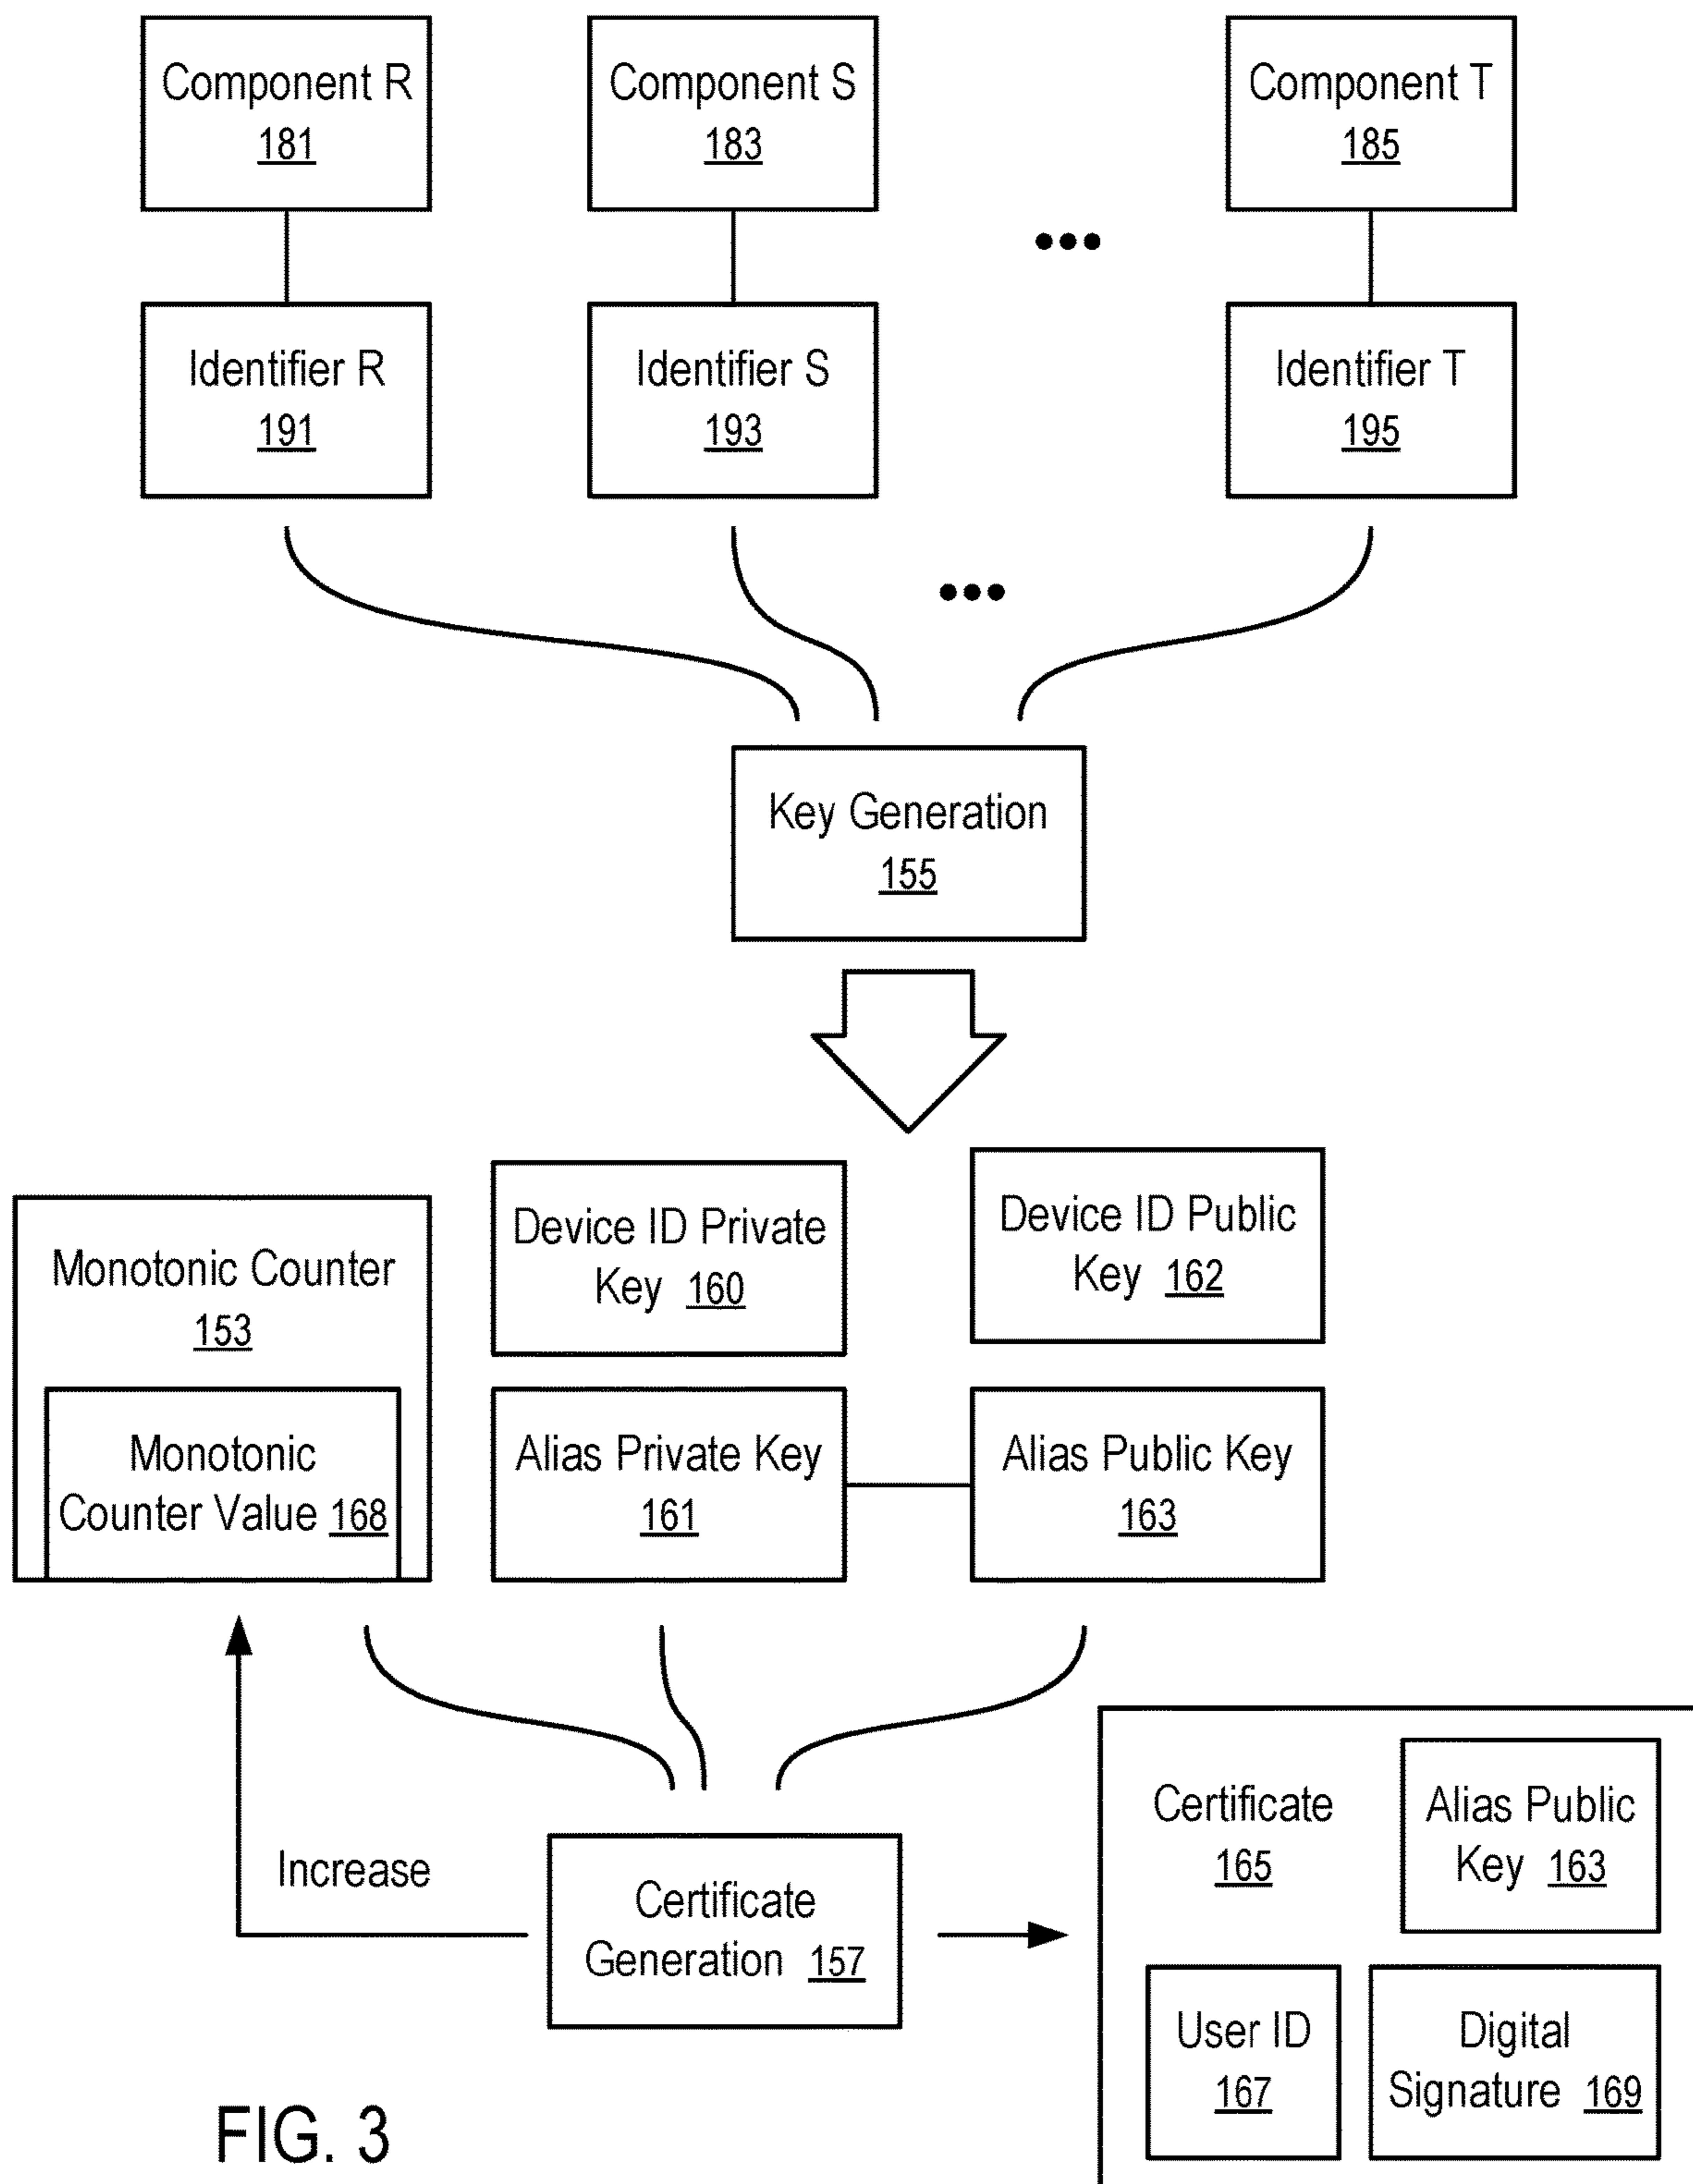 Component R
181
Component S
183
Component T
185
Identifier R
191
Identifier S
193
Identifier T
195
Key Generation
155
Monotonic Counter
153
Monotonic
Counter Value 168
Device ID Private
Key 160
Device ID Public
Key 162
Alias Private Key
161
Alias Public Key
163
Increase
Certificate
Generation 157
Certificate
165
Alias Public
Key 163
User ID
167
Digital
Signature 169
FIG. 3